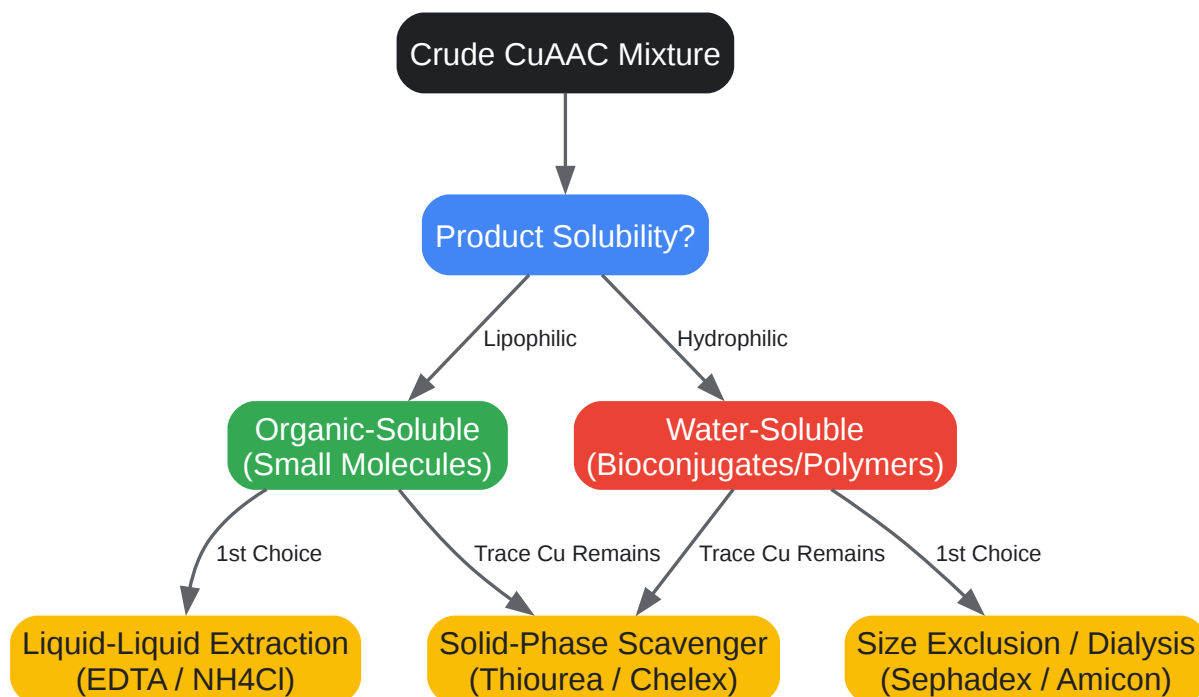 Crude CuAAC Mixture
Product Solubility?
Lipophilic
Hydrophilic
Organic-Soluble
(Small Molecules)
Water-Soluble
(Bioconjugates/Polymers)
1st Choice
Trace Cu Remains
Trace Cu Remains
1st Choice
Liquid-Liquid Extraction
(EDTA / NH4Cl)
Solid-Phase Scavenger
(Thiourea / Chelex)
Size Exclusion / Dialysis
(Sephadex / Amicon)